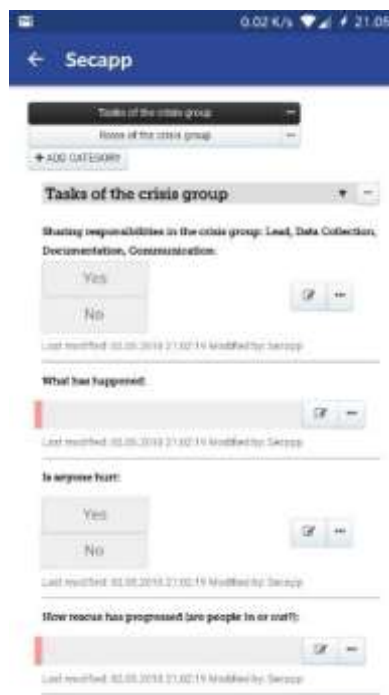 0.02 K/s 21.05
← Secapp
Tasks of the crisis group
Roles of the crisis group
+ ADD CATEGORY
Tasks of the crisis group
Sharing responsibilities in the crisis group: Lead, Data Collection,
Documentation, Communication:
Yes
No
Last modified: 02.05.2018 21:02:19 Modified by: Secapp
What has happened:
Last modified: 02.05.2018 21:02:19 Modified by: Secapp
Is anyone hurt:
Yes
No
Last modified: 02.05.2018 21:02:19 Modified by: Secapp
How rescue has progressed (are people in or out?):
Last modified: 02.05.2018 21:02:19 Modified by: Secapp